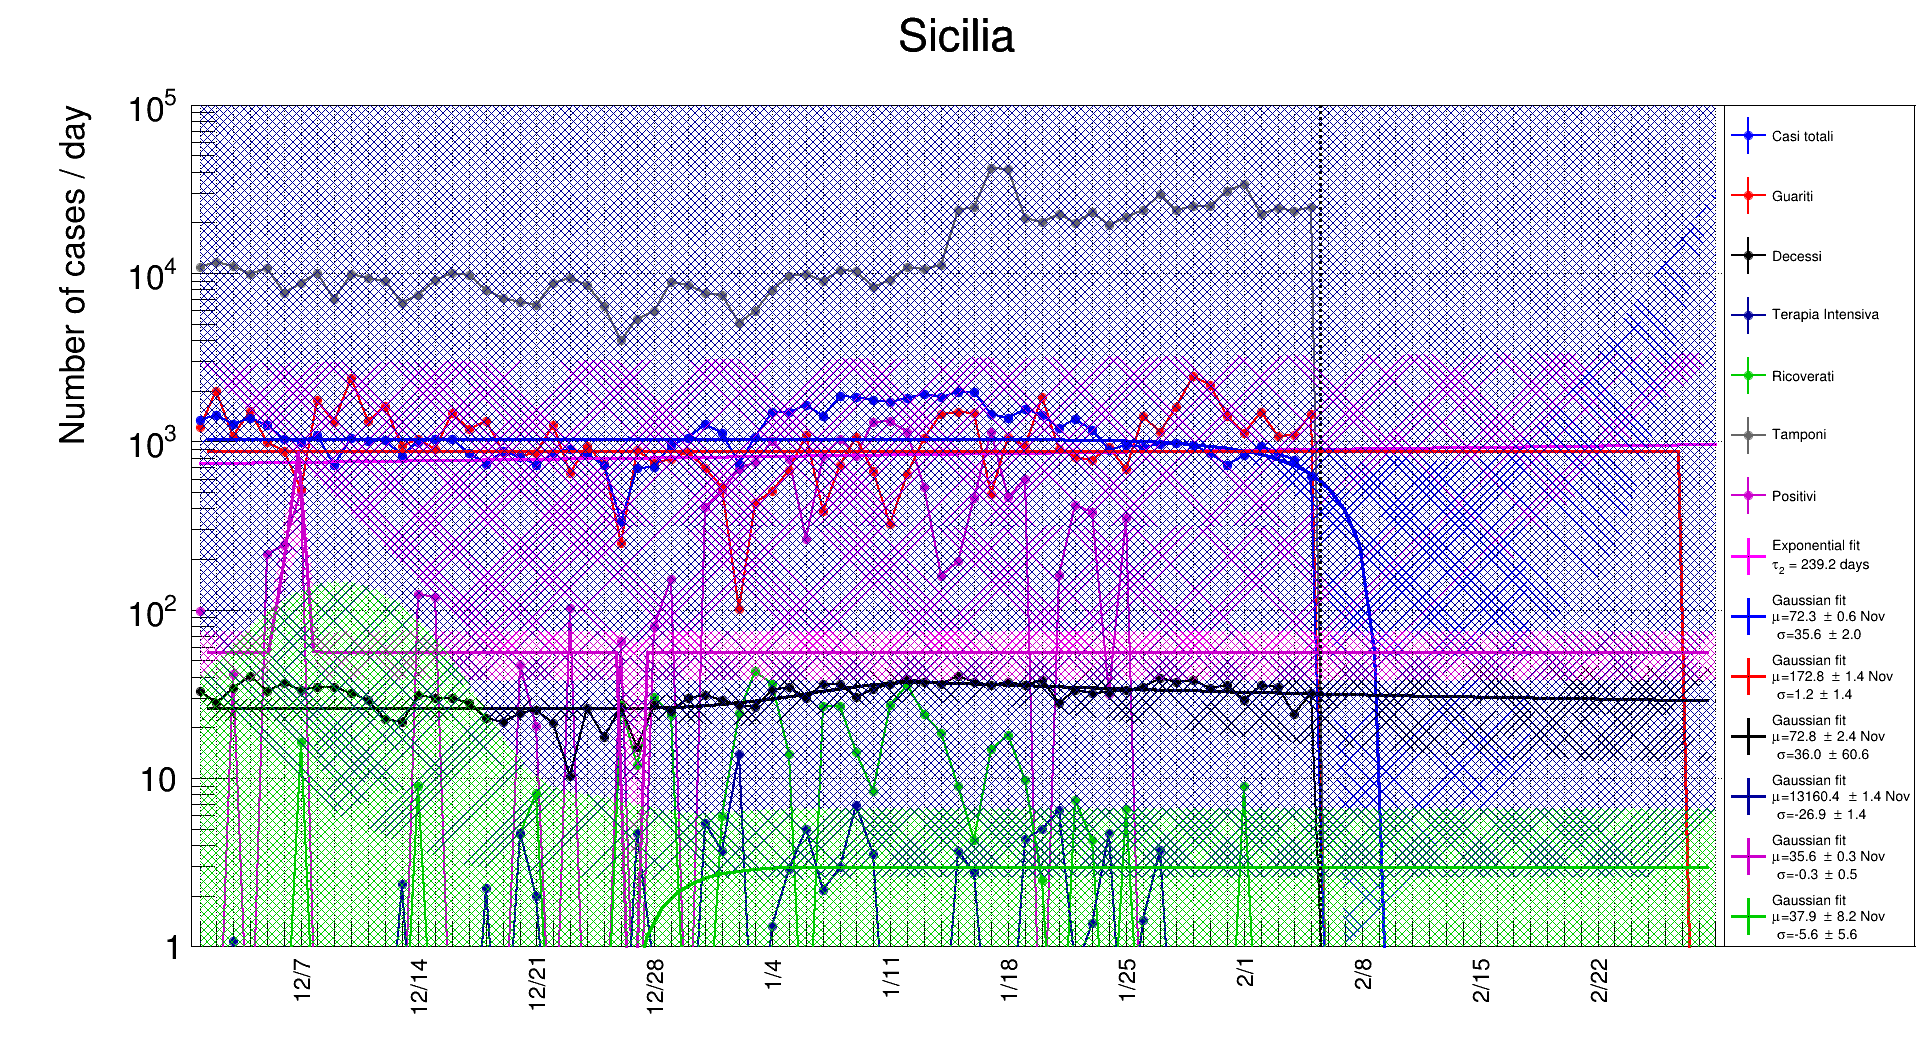 Sicilia
Number of cases / day
10^5
10^4
10^3
10^2
10
1
12/7
12/14
12/21
12/28
1/4
1/11
1/18
1/25
2/1
2/8
2/15
2/22
Casi totali
Guariti
Decessi
Terapia Intensiva
Ricoverati
Tamponi
Positivi
Exponential fit
τ₂ = 239.2 days
Gaussian fit
μ=72.3 ± 0.6 Nov
σ=35.6 ± 2.0
Gaussian fit
μ=172.8 ± 1.4 Nov
σ=1.2 ± 1.4
Gaussian fit
μ=72.8 ± 2.4 Nov
σ=36.0 ± 60.6
Gaussian fit
μ=13160.4 ± 1.4 Nov
σ=-26.9 ± 1.4
Gaussian fit
μ=35.6 ± 0.3 Nov
σ=-0.3 ± 0.5
Gaussian fit
μ=37.9 ± 8.2 Nov
σ=-5.6 ± 5.6